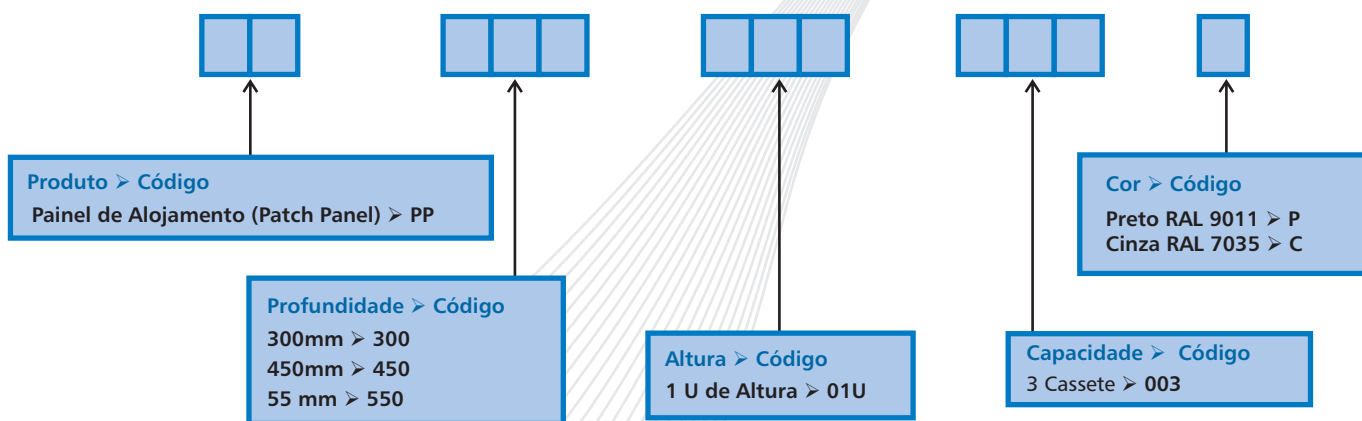 Produto ➢ Código
Painel de Alojamento (Patch Panel) ➢ PP
Profundidade ➢ Código
300mm ➢ 300
450mm ➢ 450
55 mm ➢ 550
Altura ➢ Código
1 U de Altura ➢ 01U
Capacidade ➢ Código
3 Cassete ➢ 003
Cor ➢ Código
Preto RAL 9011 ➢ P
Cinza RAL 7035 ➢ C